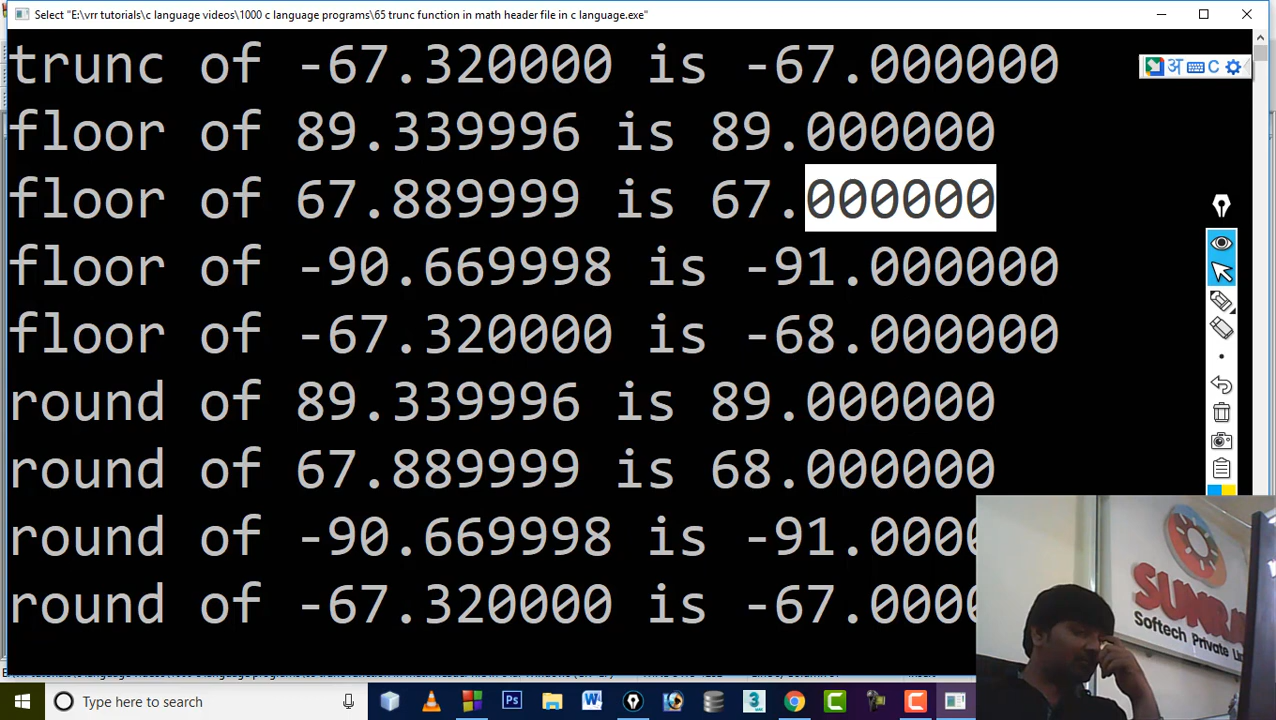 Select "E:\vrr tutorials\c language videos\1000 c language programs\65 trunc function in math header file in c language.exe"
trunc of -67.320000 is -67.000000
अ C
floor of 89.339996 is 89.000000
floor of 67.889999 is 67.000000
floor of -90.669998 is -91.000000
floor of -67.320000 is -68.000000
round of 89.339996 is 89.000000
round of 67.889999 is 68.000000
round of -90.669998 is -91.0000
round of -67.320000 is -67.0000
Softech Private
Type here to search
Ps
W
3